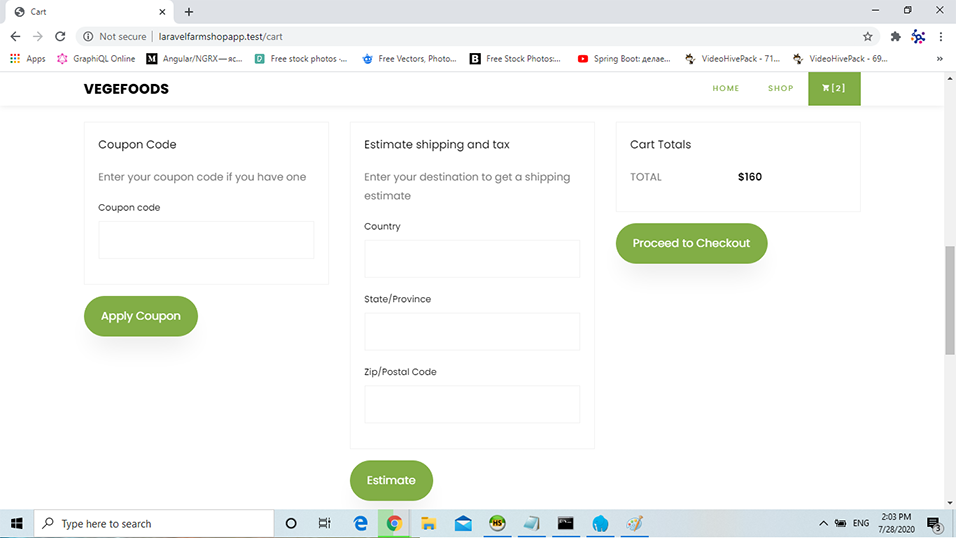 Cart
Not secure | laravelfarmshopapp.test/cart
Apps GraphiQL Online Angular/NGRX — яс... Free stock photos -... Free Vectors, Photo... Free Stock Photos:... Spring Boot: делае... VideoHivePack - 71... VideoHivePack - 69... »
VEGEFOODS HOME SHOP [2]
Coupon Code
Enter your coupon code if you have one
Coupon code
Apply Coupon
Estimate shipping and tax
Enter your destination to get a shipping
estimate
Country
State/Province
Zip/Postal Code
Estimate
Cart Totals
TOTAL $160
Proceed to Checkout
Type here to search
ENG
2:03 PM
7/28/2020
3